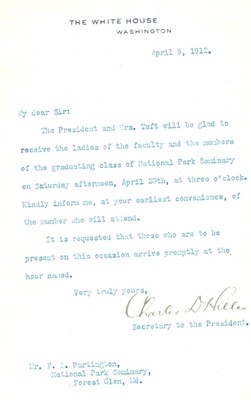 THE WHITE HOUSE
WASHINGTON
April 5, 1912.
My dear Sir:
The President and Mrs. Taft will be glad to
receive the ladies of the faculty and the members
of the graduating class of National Park Seminary
on Saturday afternoon, April 20th, at three o'clock.
Kindly inform me, at your earliest convenience, of
the number who will attend.
It is requested that those who are to be
present on this occasion arrive promptly at the
hour named.
Very truly yours,
Charles D Hilles
Secretary to the President.
Mr. F. E. Partington,
National Park Seminary,
Forest Glen, Md.